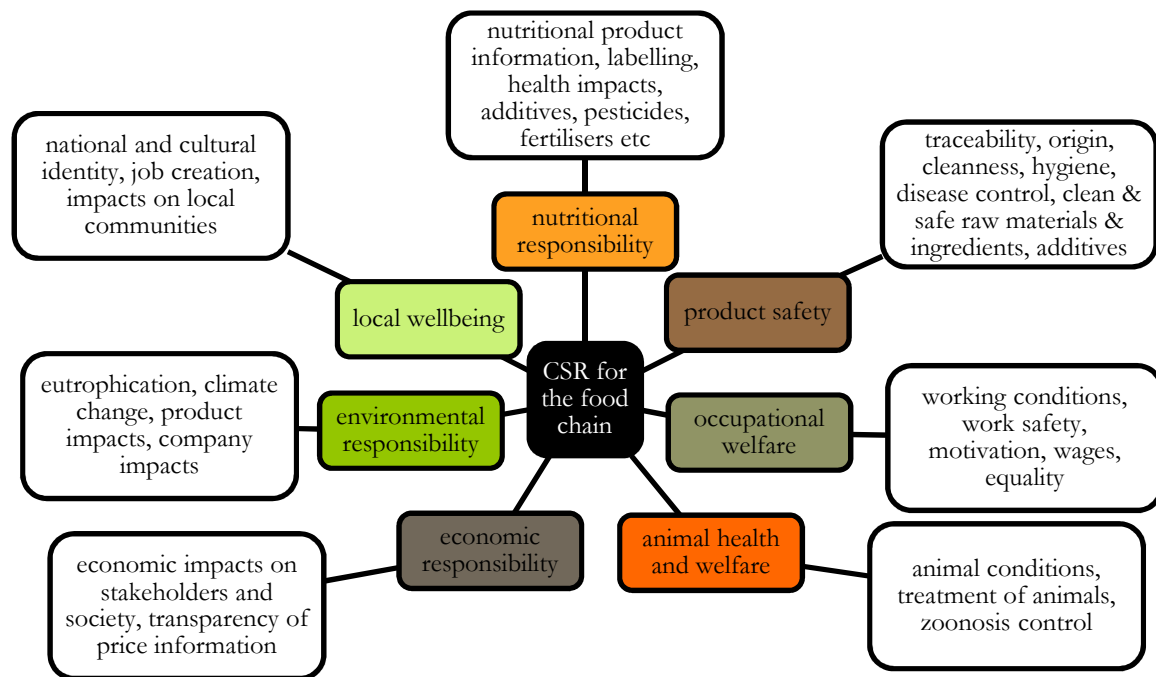 nutritional product
information, labelling,
health impacts,
additives, pesticides,
fertilisers etc
national and cultural
identity, job creation,
impacts on local
communities
traceability, origin,
cleanness, hygiene,
disease control, clean &
safe raw materials &
ingredients, additives
nutritional
responsibility
local wellbeing
product safety
CSR for
the food
chain
eutrophication, climate
change, product
impacts, company
impacts
environmental
responsibility
occupational
welfare
working conditions,
work safety,
motivation, wages,
equality
economic
responsibility
animal health
and welfare
economic impacts on
stakeholders and
society, transparency of
price information
animal conditions,
treatment of animals,
zoonosis control